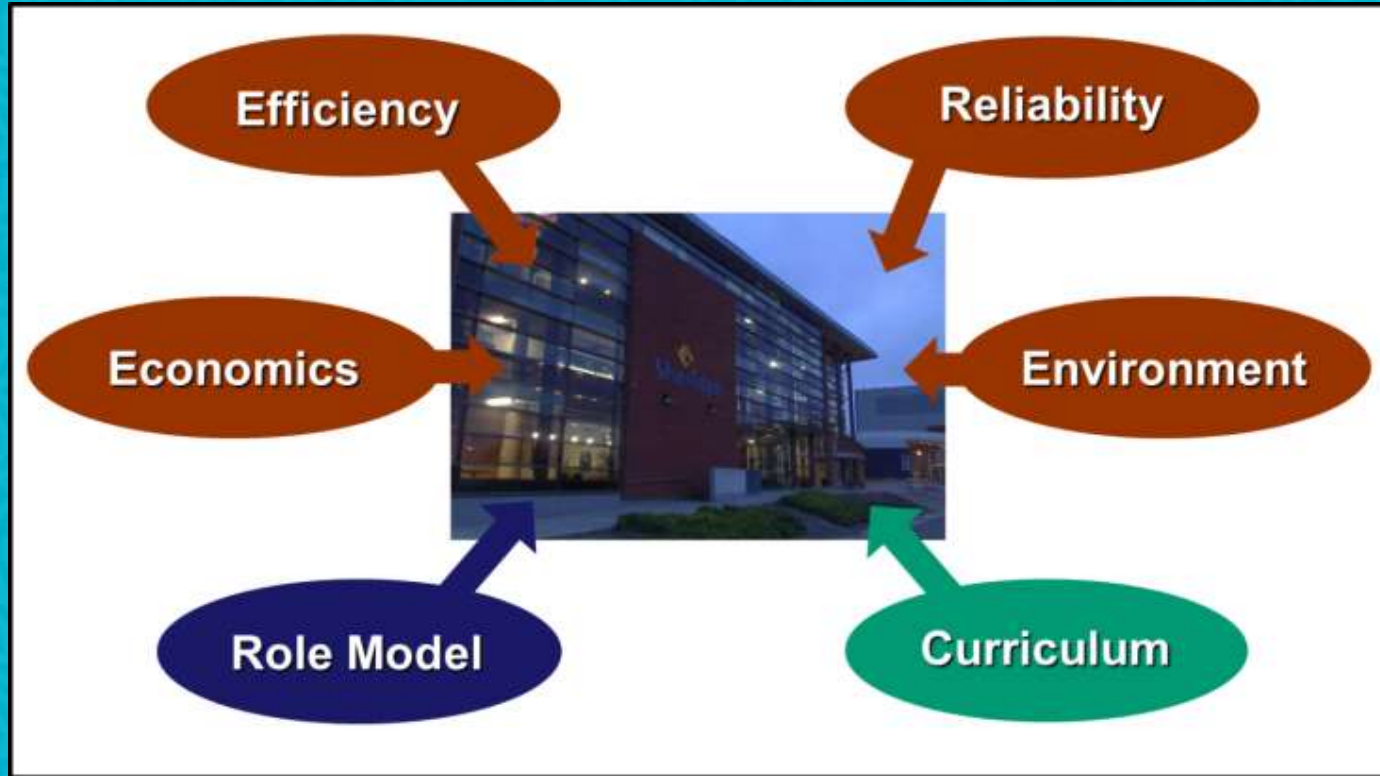 Efficiency
Reliability
Economics
Environment
Role Model
Curriculum